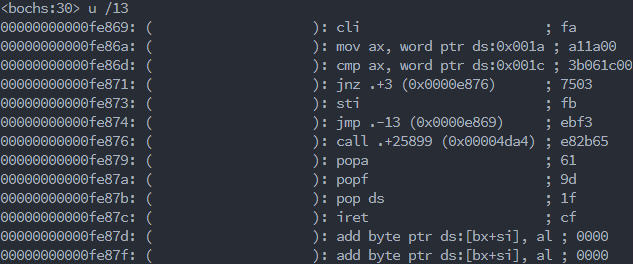 <bochs:30> u /13
00000000000fe869: (                    ): cli                       ; fa
00000000000fe86a: (                    ): mov ax, word ptr ds:0x001a ; a11a00
00000000000fe86d: (                    ): cmp ax, word ptr ds:0x001c ; 3b061c00
00000000000fe871: (                    ): jnz .+3 (0x0000e876)      ; 7503
00000000000fe873: (                    ): sti                       ; fb
00000000000fe874: (                    ): jmp .-13 (0x0000e869)     ; ebf3
00000000000fe876: (                    ): call .+25899 (0x00004da4) ; e82b65
00000000000fe879: (                    ): popa                      ; 61
00000000000fe87a: (                    ): popf                      ; 9d
00000000000fe87b: (                    ): pop ds                    ; 1f
00000000000fe87c: (                    ): iret                      ; cf
00000000000fe87d: (                    ): add byte ptr ds:[bx+si], al ; 0000
00000000000fe87f: (                    ): add byte ptr ds:[bx+si], al ; 0000